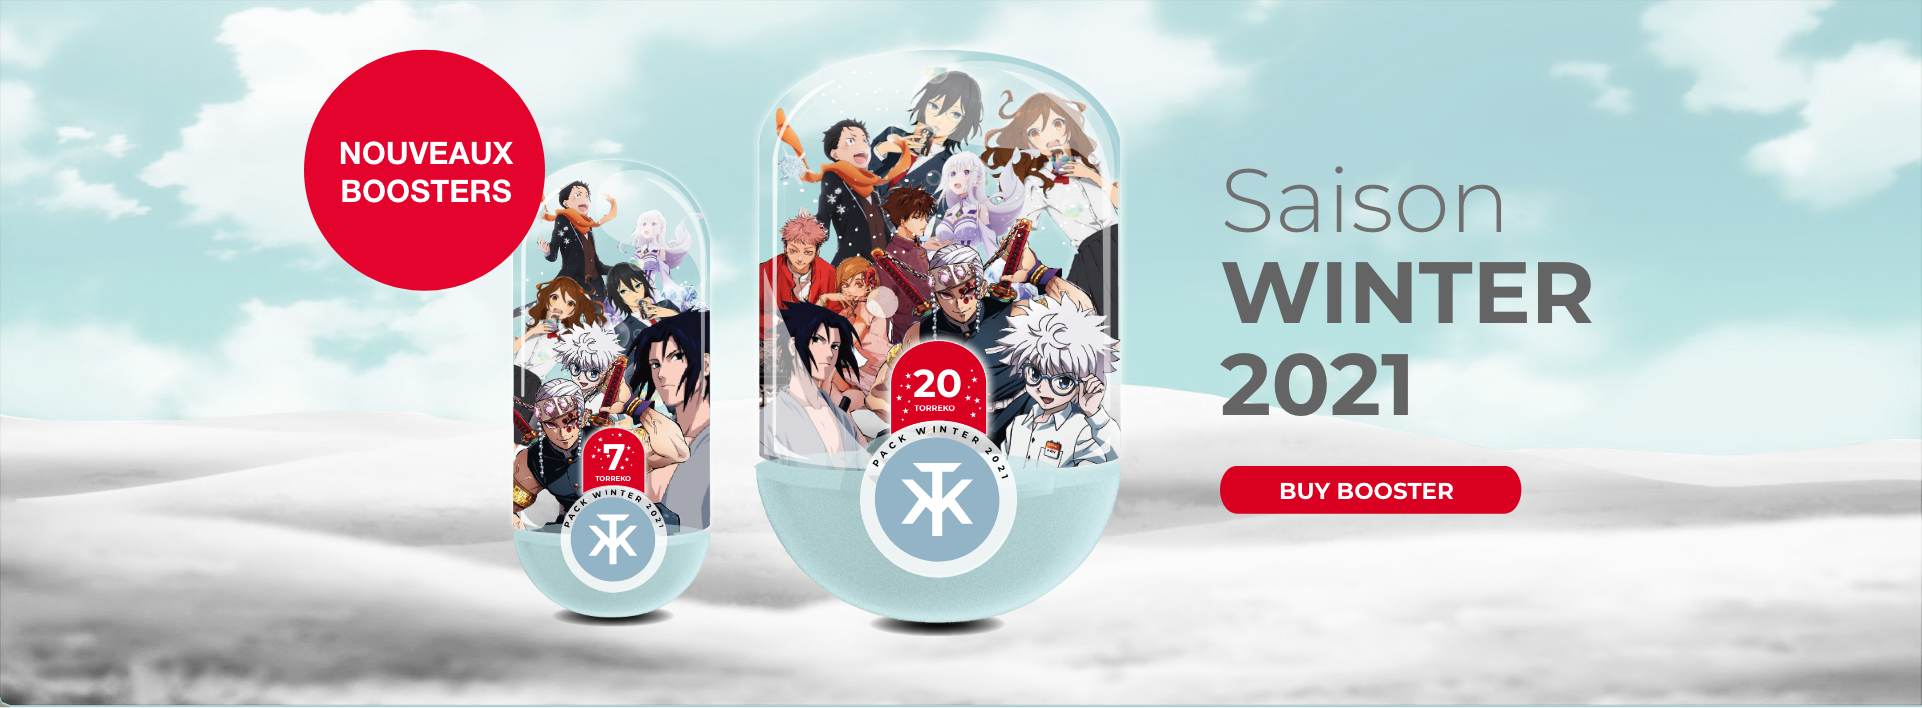 NOUVEAUX
BOOSTERS
7
TORREKO
PACK WINTER 2021
20
TORREKO
PACK WINTER 2021
Saison
WINTER
2021
BUY BOOSTER